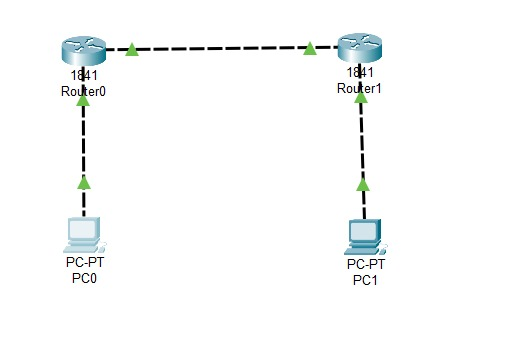 1841
Router0
1841
Router1
PC-PT
PC0
PC-PT
PC1